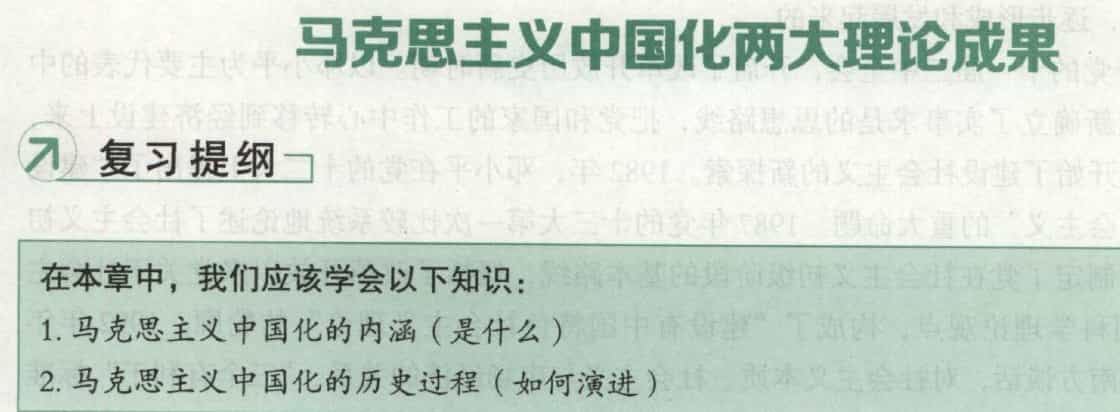 马克思主义中国化两大理论成果
复习提纲
在本章中，我们应该学会以下知识：
1. 马克思主义中国化的内涵（是什么）
2. 马克思主义中国化的历史过程（如何演进）